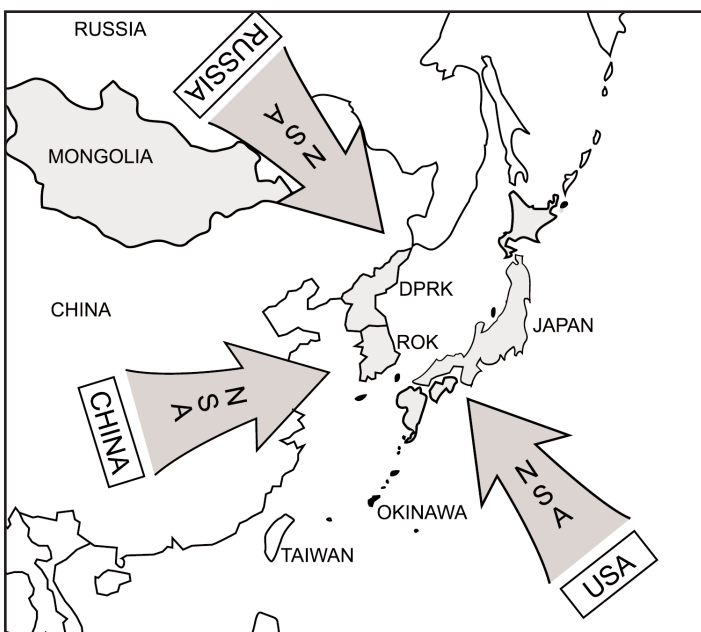 RUSSIA
RUSSIA
NSA
MONGOLIA
DPRK
CHINA
JAPAN
ROK
CHINA
NSA
NSA
OKINAWA
TAIWAN
USA